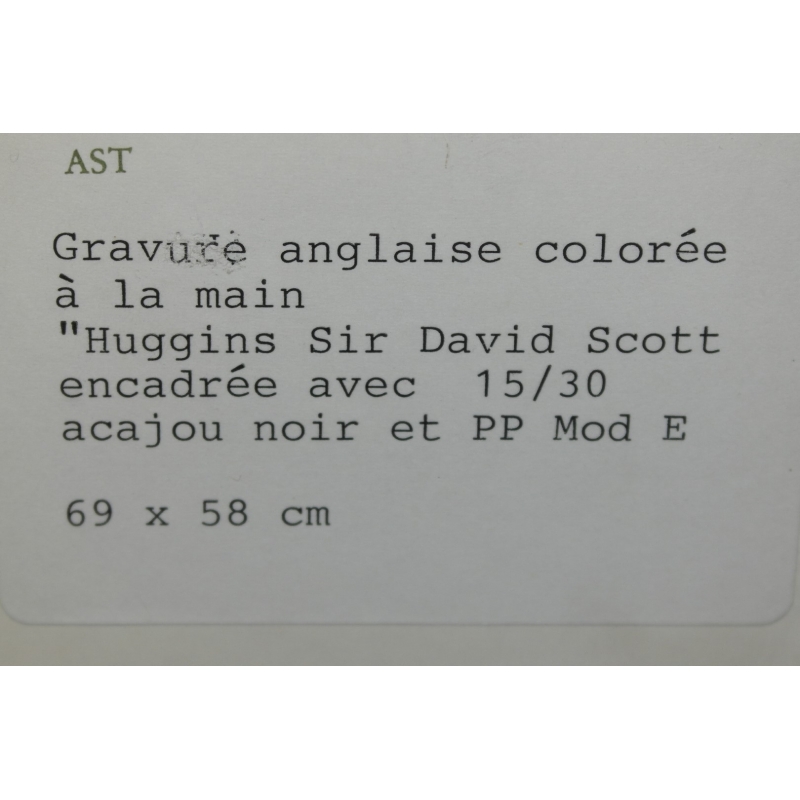 AST
Gravure anglaise colorée
à la main
"Huggins Sir David Scott
encadrée avec  15/30
acajou noir et PP Mod E
69 x 58 cm